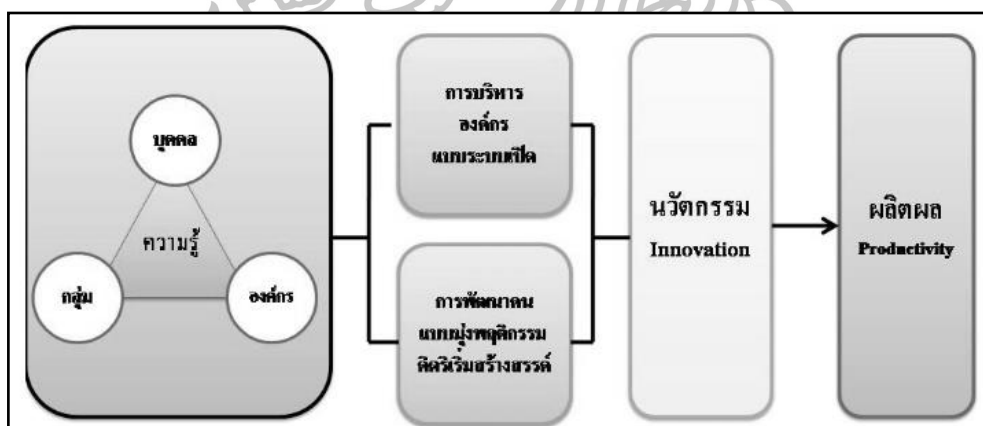 บุคคล
ความรู้
กลุ่ม
องค์กร
การบริหาร
องค์กร
แบบระบบเปิด
การพัฒนาคน
แบบมุ่งพฤติกรรม
คิดริเริ่มสร้างสรรค์
นวัตกรรม
Innovation
ผลิตผล
Productivity